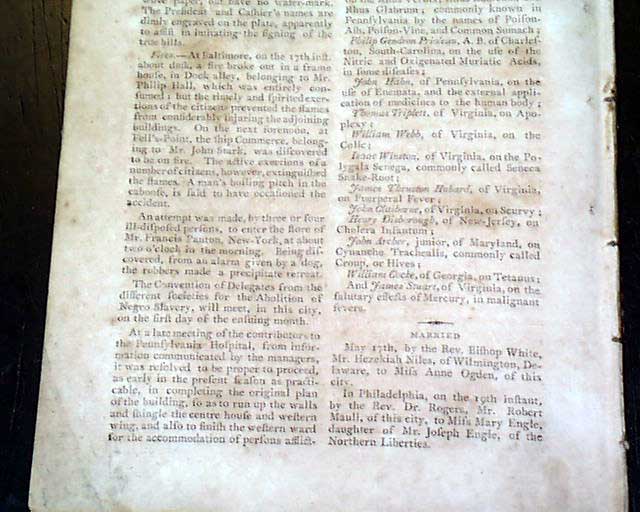 wove paper, but have no water-mark.
The President and Cashier's names are
dimly engraved on the plate, apparently
to assist in imitating the signing of the
true bills.
Fires.—At Baltimore, on the 17th inst.
about dusk, a fire broke out in a frame
house, in Dock alley, belonging to Mr.
Philip Hall, which was entirely con-
sumed; but the timely and spirited exer-
tions of the citizens prevented the flames
from considerably injuring the adjoining
buildings. On the next forenoon, at
Fell's-Point, the ship Commerce, belong-
ing to Mr. John Stark, was discovered
to be on fire. The active exertions of a
number of citizens, however, extinguished
the flames. A man's boiling pitch in the
caboose, is said to have occasioned the
accident.
An attempt was made, by three or four
ill-disposed persons, to enter the store of
Mr. Francis Panton, New-York, at about
two o'clock in the morning. Being dis-
covered, from an alarm given by a dog,
the robbers made a precipitate retreat.
The Convention of Delegates from the
different societies for the Abolition of
Negro Slavery, will meet, in this city,
on the first day of the ensuing month.
At a late meeting of the contributors to
the Pennsylvania Hospital, from infor-
mation communicated by the managers,
it was resolved to be proper to proceed,
as early in the present season as practi-
cable, in completing the original plan
of the building, so as to run up the walls
and shingle the centre house and western
wing, and also to finish the western ward
for the accommodation of persons afflict-
Rhus Glabrum; commonly known in
Pennsylvania by the names of Poison-
Ash, Poison-Vine, and Common Sumach;
Philip Gendron Prioleau, A. B. of Charles-
ton, South-Carolina, on the use of the
Nitric and Oxigenated Muriatic Acids,
in some diseases;
John Hahn, of Pennsylvania, on the
use of Enemata, and the external appli-
cation of medicines to the human body;
Thomas Triplett, of Virginia, on Apo-
plexy;
William Webb, of Virginia, on the
Colic;
Isaac Winston, of Virginia, on the Po-
lygala Senega, commonly called Seneca
Snake-Root;
James Thruston Hubard, of Virginia,
on Puerperal Fever;
John Claiborne, of Virginia, on Scurvy;
Henry Disborough, of New-Jersey, on
Cholera Infantum;
John Archer, junior, of Maryland, on
Cynanche Trachealis, commonly called
Croup, or Hives;
William Cocke, of Georgia, on Tetanus;
And James Stuart, of Virginia, on the
salutary effects of Mercury, in malignant
fevers.
MARRIED
May 17th, by the Rev. Bishop White,
Mr. Hezekiah Niles, of Wilmington, De-
laware, to Miss Anne Ogden, of this
city.
In Philadelphia, on the 19th instant,
by the Rev. Dr. Rogers, Mr. Robert
Mauli, of this city, to Miss Mary Engle,
daughter of Mr. Joseph Engle, of the
Northern Liberties.